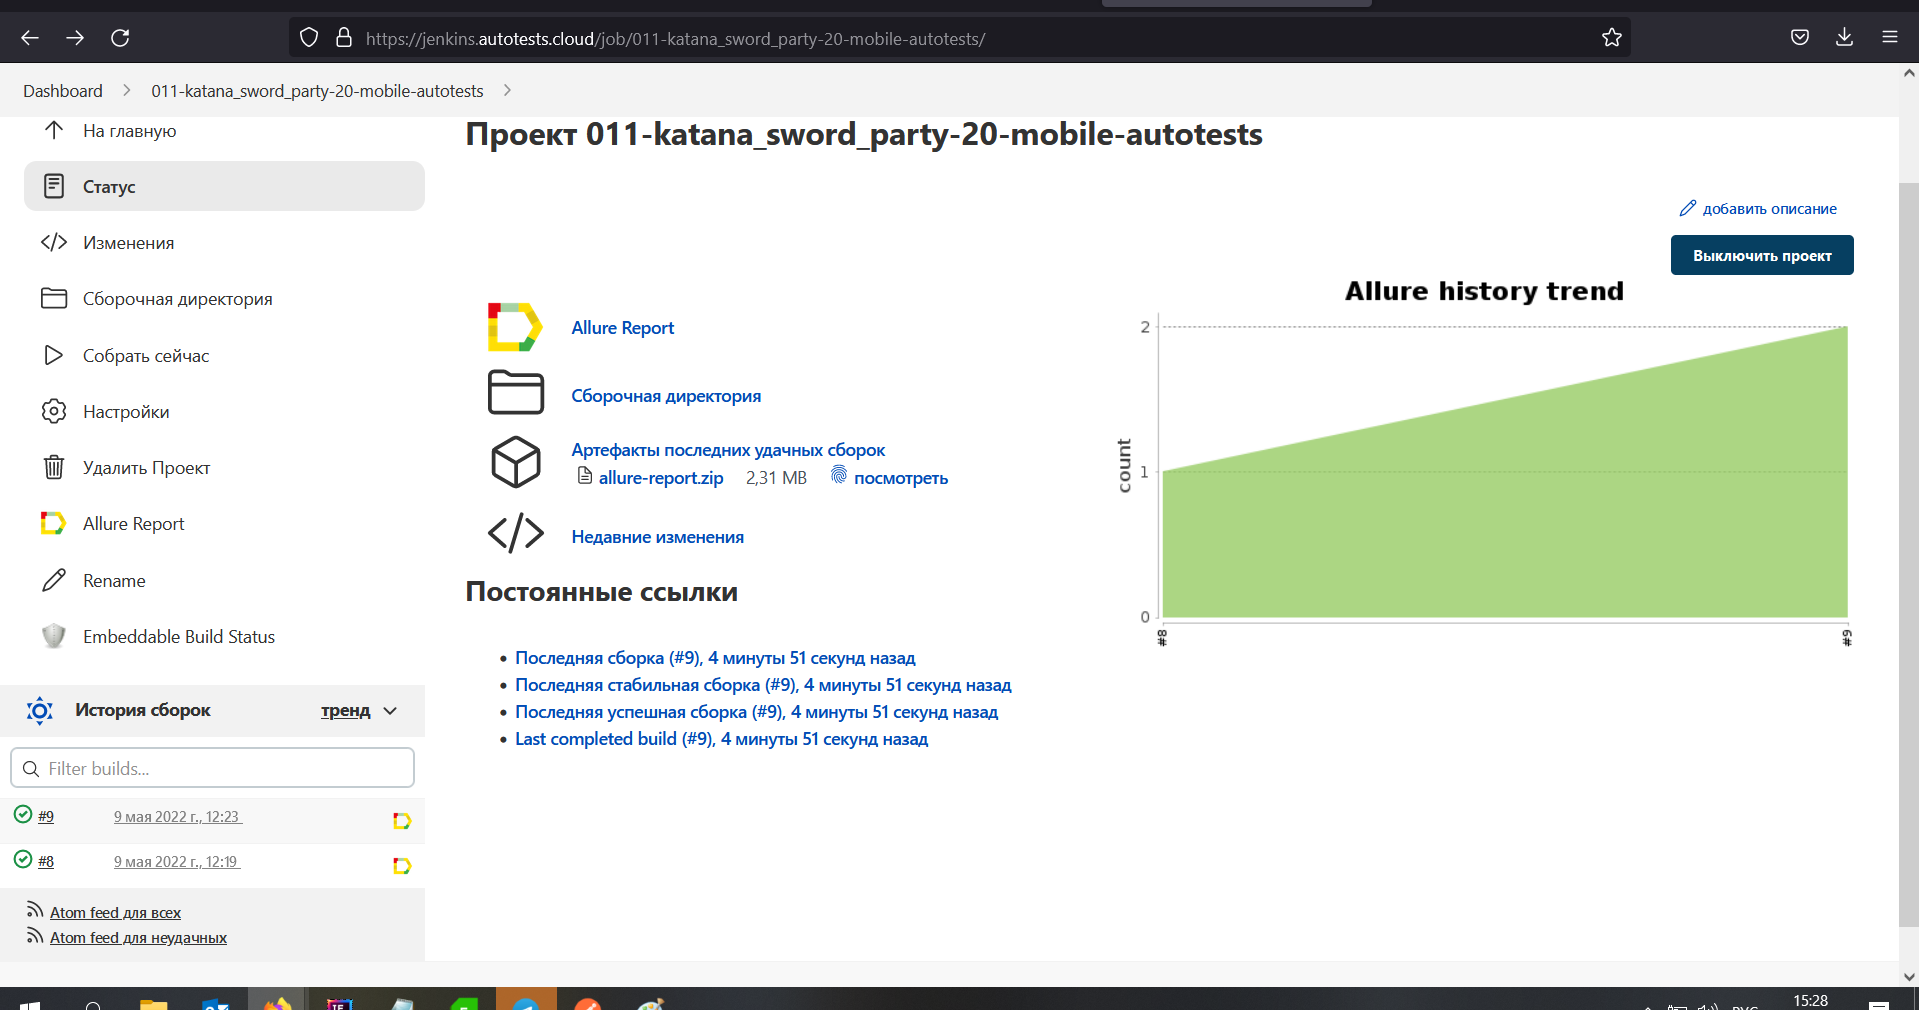 https://jenkins.autotests.cloud/job/011-katana_sword_party-20-mobile-autotests/
Dashboard
011-katana_sword_party-20-mobile-autotests
На главную
Статус
Изменения
Сборочная директория
Собрать сейчас
Настройки
Удалить Проект
Allure Report
Rename
Embeddable Build Status
История сборок
тренд
Filter builds...
#9
9 мая 2022 г., 12:23
#8
9 мая 2022 г., 12:19
Atom feed для всех
Atom feed для неудачных
Проект 011-katana_sword_party-20-mobile-autotests
добавить описание
Выключить проект
Allure Report
Сборочная директория
Артефакты последних удачных сборок
allure-report.zip 2,31 MB посмотреть
Недавние изменения
Постоянные ссылки
Последняя сборка (#9), 4 минуты 51 секунд назад
Последняя стабильная сборка (#9), 4 минуты 51 секунд назад
Последняя успешная сборка (#9), 4 минуты 51 секунд назад
Last completed build (#9), 4 минуты 51 секунд назад
Allure history trend
count
2
1
0
#8
#9
РУС
15:28